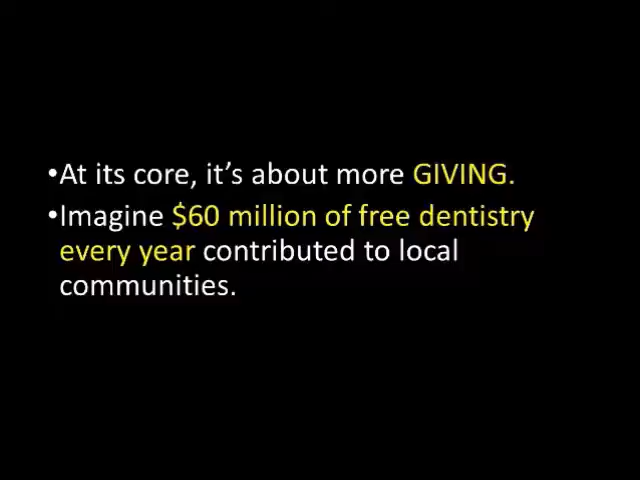 •At its core, it’s about more GIVING.
•Imagine $60 million of free dentistry
every year contributed to local
communities.